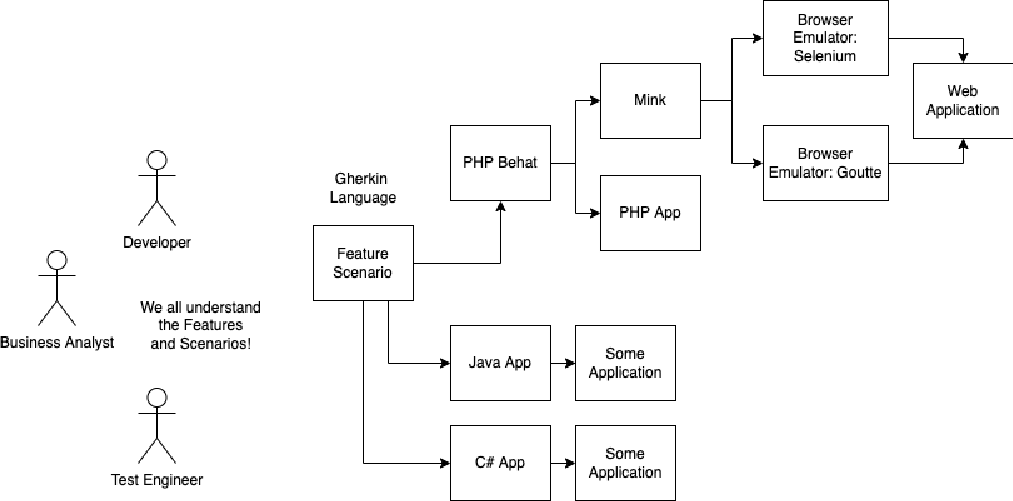 Browser
Emulator:
Selenium
Web
Application
Mink
Browser
Emulator: Goutte
PHP Behat
PHP App
Gherkin
Language
Feature
Scenario
Developer
Business Analyst
We all understand
the Features
and Scenarios!
Test Engineer
Java App
Some
Application
C# App
Some
Application